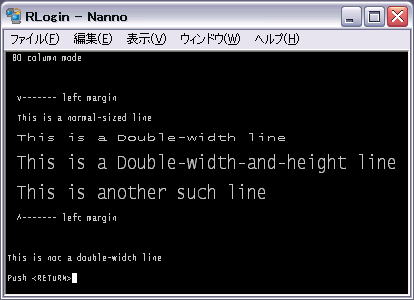 RLogin - Nanno
ファイル(F) 編集(E) 表示(V) ウィンドウ(W) ヘルプ(H)
80 column mode
v------- left margin
This is a normal-sized line
This is a Double-width line
This is a Double-width-and-height line
This is another such line
^------- left margin
This is not a double-width line
Push <RETURN>